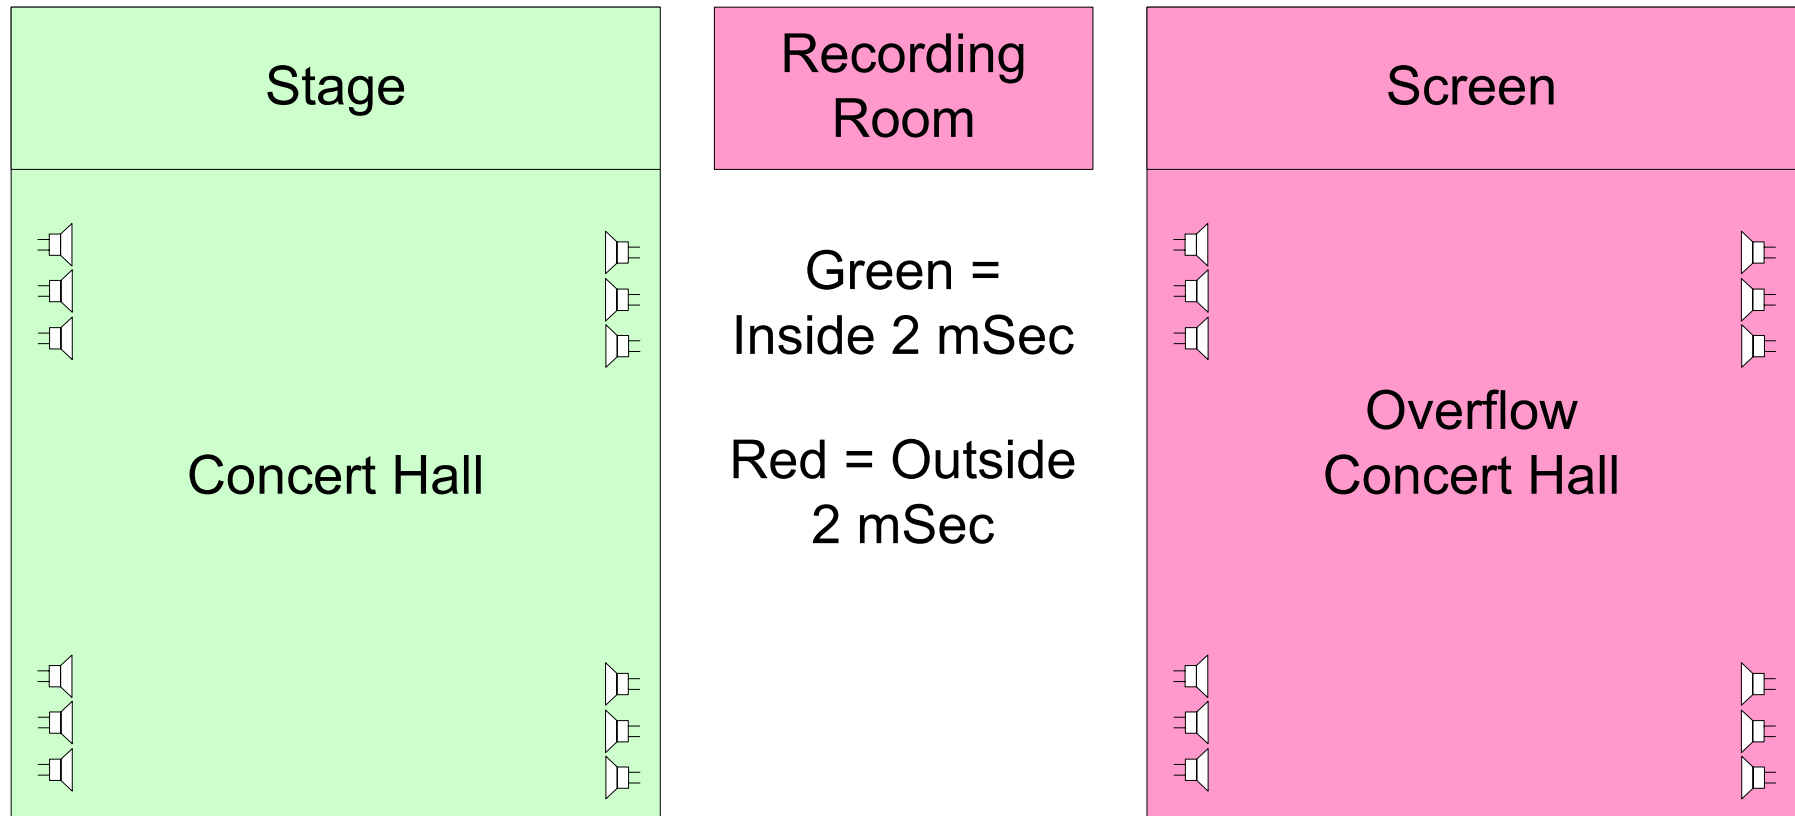 Stage
Recording
Room
Screen
Green =
Inside 2 mSec
Red = Outside
2 mSec
Concert Hall
Overflow
Concert Hall